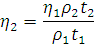 η₂ = η₁ρ₂t₂ / ρ₁t₁